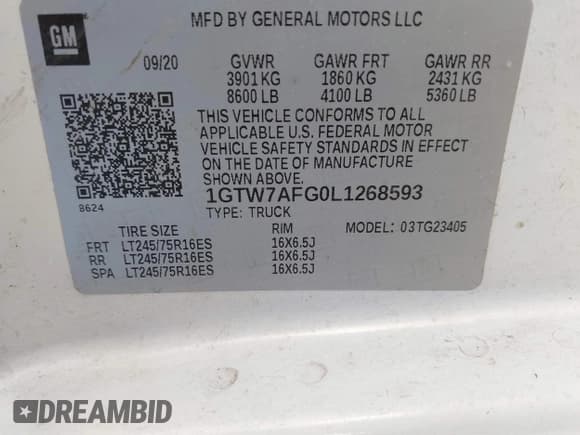 MFD BY GENERAL MOTORS LLC
GM
09/20 GVWR GAWR FRT GAWR RR
3901 KG 1860 KG 2431 KG
8600 LB 4100 LB 5360 LB
THIS VEHICLE CONFORMS TO ALL
APPLICABLE U.S. FEDERAL MOTOR
VEHICLE SAFETY STANDARDS IN EFFECT
ON THE DATE OF MANUFACTURE
SHOWN ABOVE.
8624
1GTW7AFG0L1268593
TYPE: TRUCK
TIRE SIZE RIM MODEL: 03TG23405
FRT LT245/75R16ES 16X6.5J
RR LT245/75R16ES 16X6.5J
SPA LT245/75R16ES 16X6.5J
DREAMBID